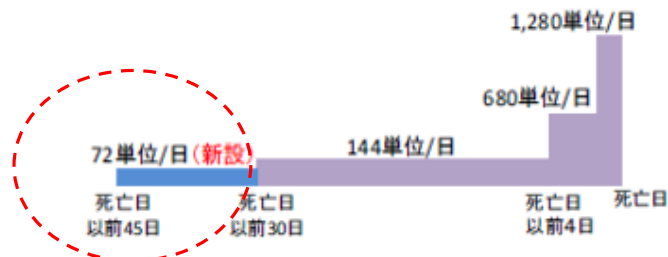 1,280単位/日
680単位/日
72単位/日(新設)
144単位/日
死亡日
以前45日
死亡日
以前30日
死亡日
以前4日
死亡日